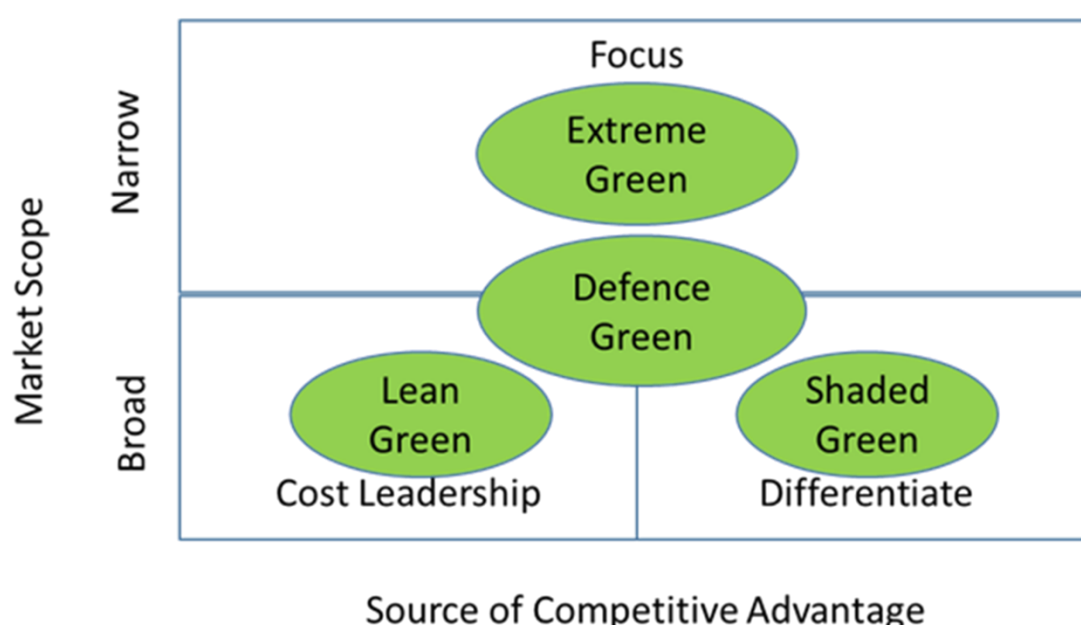 Focus
Extreme
Green
Narrow
Market Scope
Defence
Green
Broad
Lean
Green
Shaded
Green
Cost Leadership
Differentiate
Source of Competitive Advantage